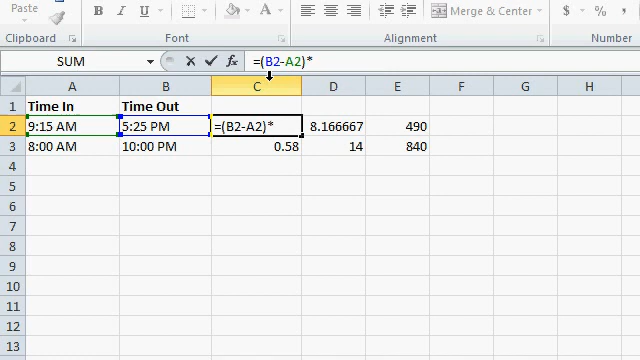 Paste
B I U A
Merge & Center $ % ,
Clipboard Font Alignment Number
SUM fx =(B2-A2)*
A B C D E F G H
1 Time In Time Out
2 9:15 AM 5:25 PM =(B2-A2)* 8.166667 490
3 8:00 AM 10:00 PM 0.58 14 840
4
5
6
7
8
9
10
11
12
13